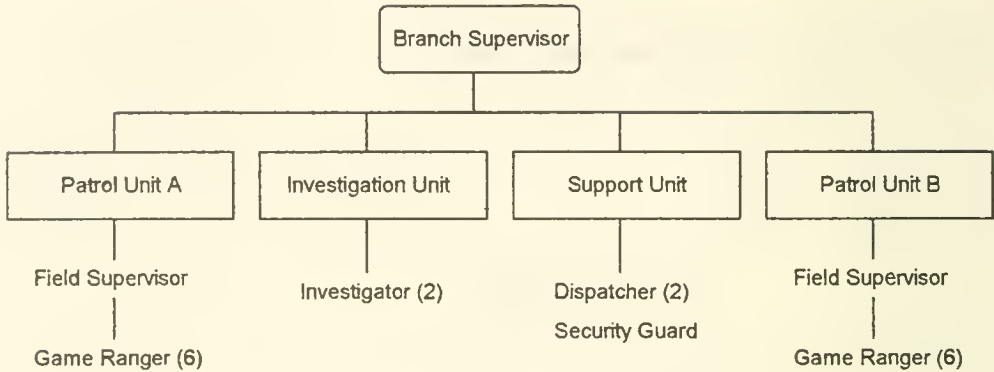 Branch Supervisor
Patrol Unit A
Investigation Unit
Support Unit
Patrol Unit B
Field Supervisor
Investigator (2)
Dispatcher (2)
Field Supervisor
Security Guard
Game Ranger (6)
Game Ranger (6)